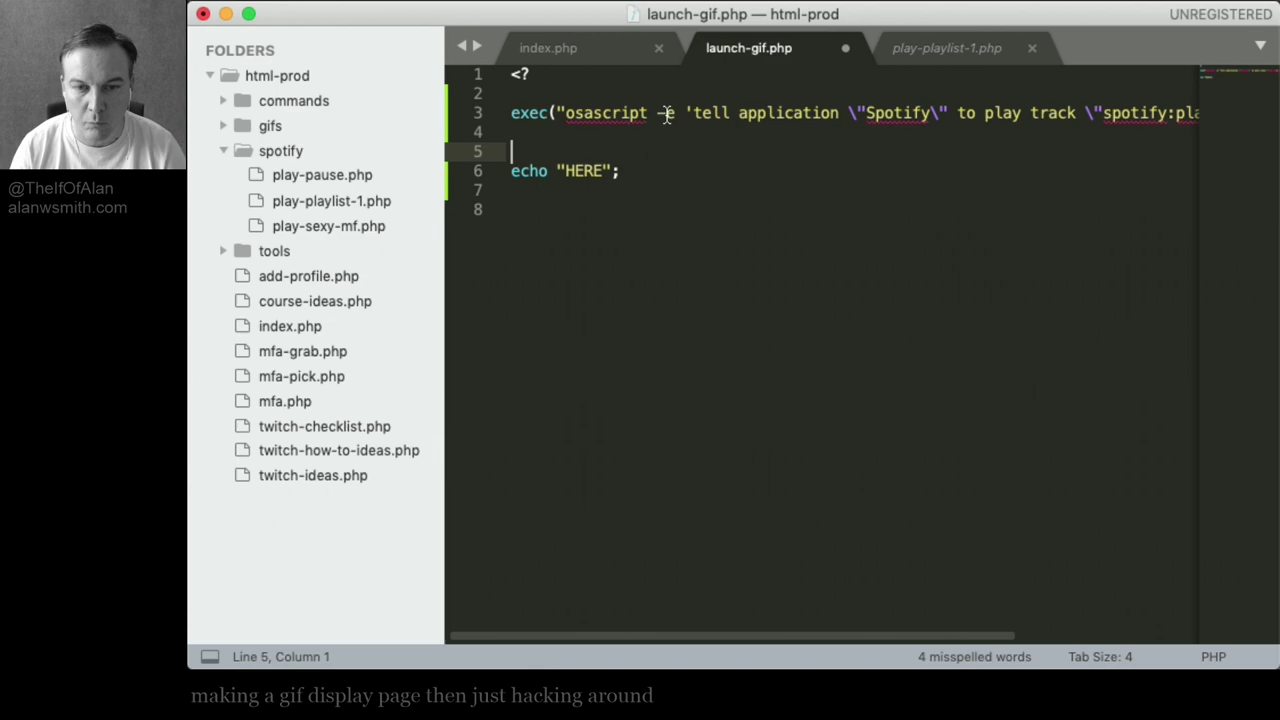 launch-gif.php — html-prod
UNREGISTERED
@TheIfOfAlan
alanwsmith.com
FOLDERS
html-prod
commands
gifs
spotify
play-pause.php
play-playlist-1.php
play-sexy-mf.php
tools
add-profile.php
course-ideas.php
index.php
mfa-grab.php
mfa-pick.php
mfa.php
twitch-checklist.php
twitch-how-to-ideas.php
twitch-ideas.php
index.php
launch-gif.php
play-playlist-1.php
1 <?
2
3 exec("osascript -e 'tell application \"Spotify\" to play track \"spotify:pla
4
5
6 echo "HERE";
7
8
Line 5, Column 1
4 misspelled words
Tab Size: 4
PHP
making a gif display page then just hacking around